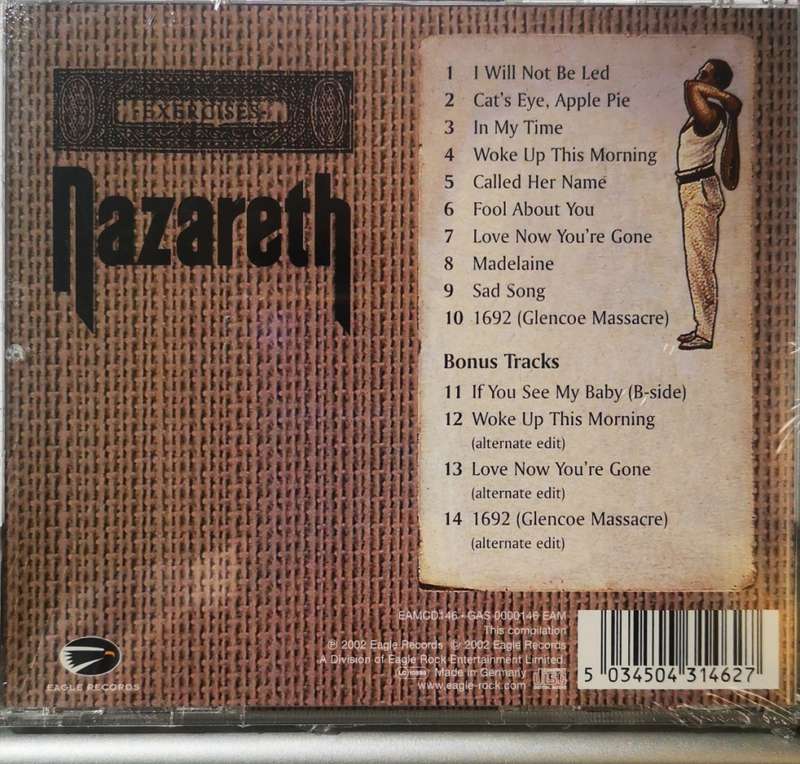 EXERCISES
Nazareth
1 I Will Not Be Led
2 Cat's Eye, Apple Pie
3 In My Time
4 Woke Up This Morning
5 Called Her Name
6 Fool About You
7 Love Now You're Gone
8 Madelaine
9 Sad Song
10 1692 (Glencoe Massacre)
Bonus Tracks
11 If You See My Baby (B-side)
12 Woke Up This Morning
(alternate edit)
13 Love Now You're Gone
(alternate edit)
14 1692 (Glencoe Massacre)
(alternate edit)
EAMCD146 • GAS 0000146 EAM
This compilation
℗ 2002 Eagle Records © 2002 Eagle Records
A Division of Eagle Rock Entertainment Limited.
Made in Germany
www.eagle-rock.com
EAGLE RECORDS
5 034504 314627